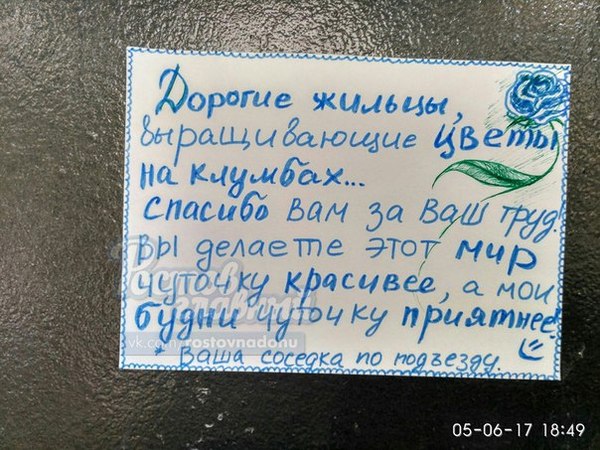 Дорогие жильцы,
выращивающие цветы
на клумбах...
спасибо вам за ваш труд!
вы делаете этот мир
чуточку красивее, а мои
будни чуточку приятнее!
vk.com/rostovnadonu
Ваша соседка по подъезду.
05-06-17 18:49